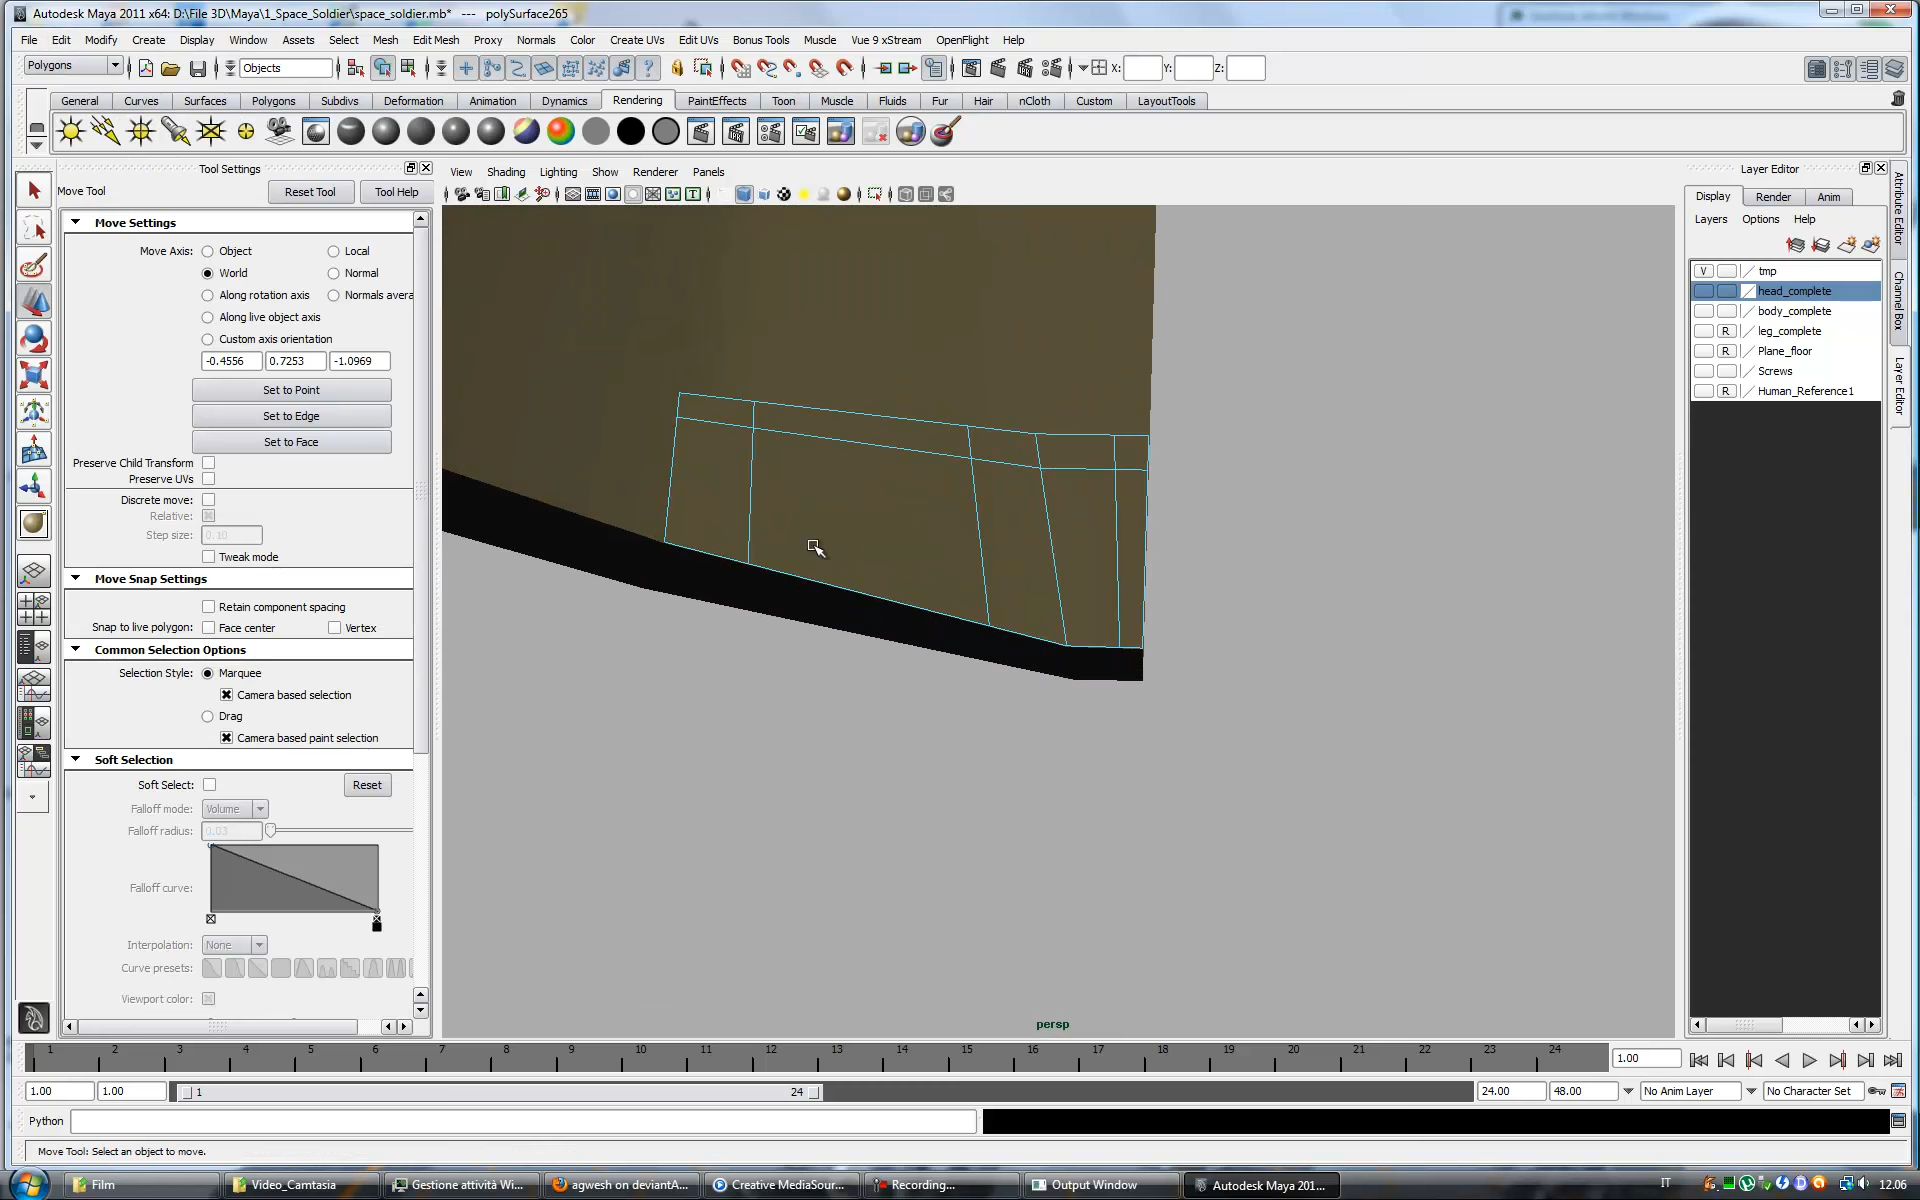 Autodesk Maya 2011 x64: D:\File 3D\Maya\1_Space_Soldier\space_soldier.mb*   ---   polySurface265
File Edit Modify Create Display Window Assets Select Mesh Edit Mesh Proxy Normals Color Create UVs Edit UVs Bonus Tools Muscle Vue 9 xStream OpenFlight Help
Polygons Objects X: Y: Z:
General Curves Surfaces Polygons Subdivs Deformation Animation Dynamics Rendering PaintEffects Toon Muscle Fluids Fur Hair nCloth Custom LayoutTools
Tool Settings
Move Tool Reset Tool Tool Help
Move Settings
Move Axis: Object Local
World Normal
Along rotation axis Normals avera
Along live object axis
Custom axis orientation
-0.4556 0.7253 -1.0969
Set to Point
Set to Edge
Set to Face
Preserve Child Transform
Preserve UVs
Discrete move:
Relative:
Step size: 0.10
Tweak mode
Move Snap Settings
Retain component spacing
Snap to live polygon: Face center Vertex
Common Selection Options
Selection Style: Marquee
Camera based selection
Drag
Camera based paint selection
Soft Selection
Soft Select: Reset
Falloff mode: Volume
Falloff radius: 0.03
Falloff curve:
Interpolation: None
Curve presets:
Viewport color:
View Shading Lighting Show Renderer Panels
persp
Layer Editor
Display Render Anim
Layers Options Help
V tmp
head_complete
body_complete
R leg_complete
R Plane_floor
Screws
R Human_Reference1
Attribute Editor
Channel Box
Layer Editor
1 2 3 4 5 6 7 8 9 10 11 12 13 14 15 16 17 18 19 20 21 22 23 24 1.00
1.00 1.00 1 24 24.00 48.00 No Anim Layer No Character Set
Python
Move Tool: Select an object to move.
Film Video_Camtasia Gestione attività Wi... agwesh on deviantA... Creative MediaSour... Recording... Output Window Autodesk Maya 201... IT 12.06